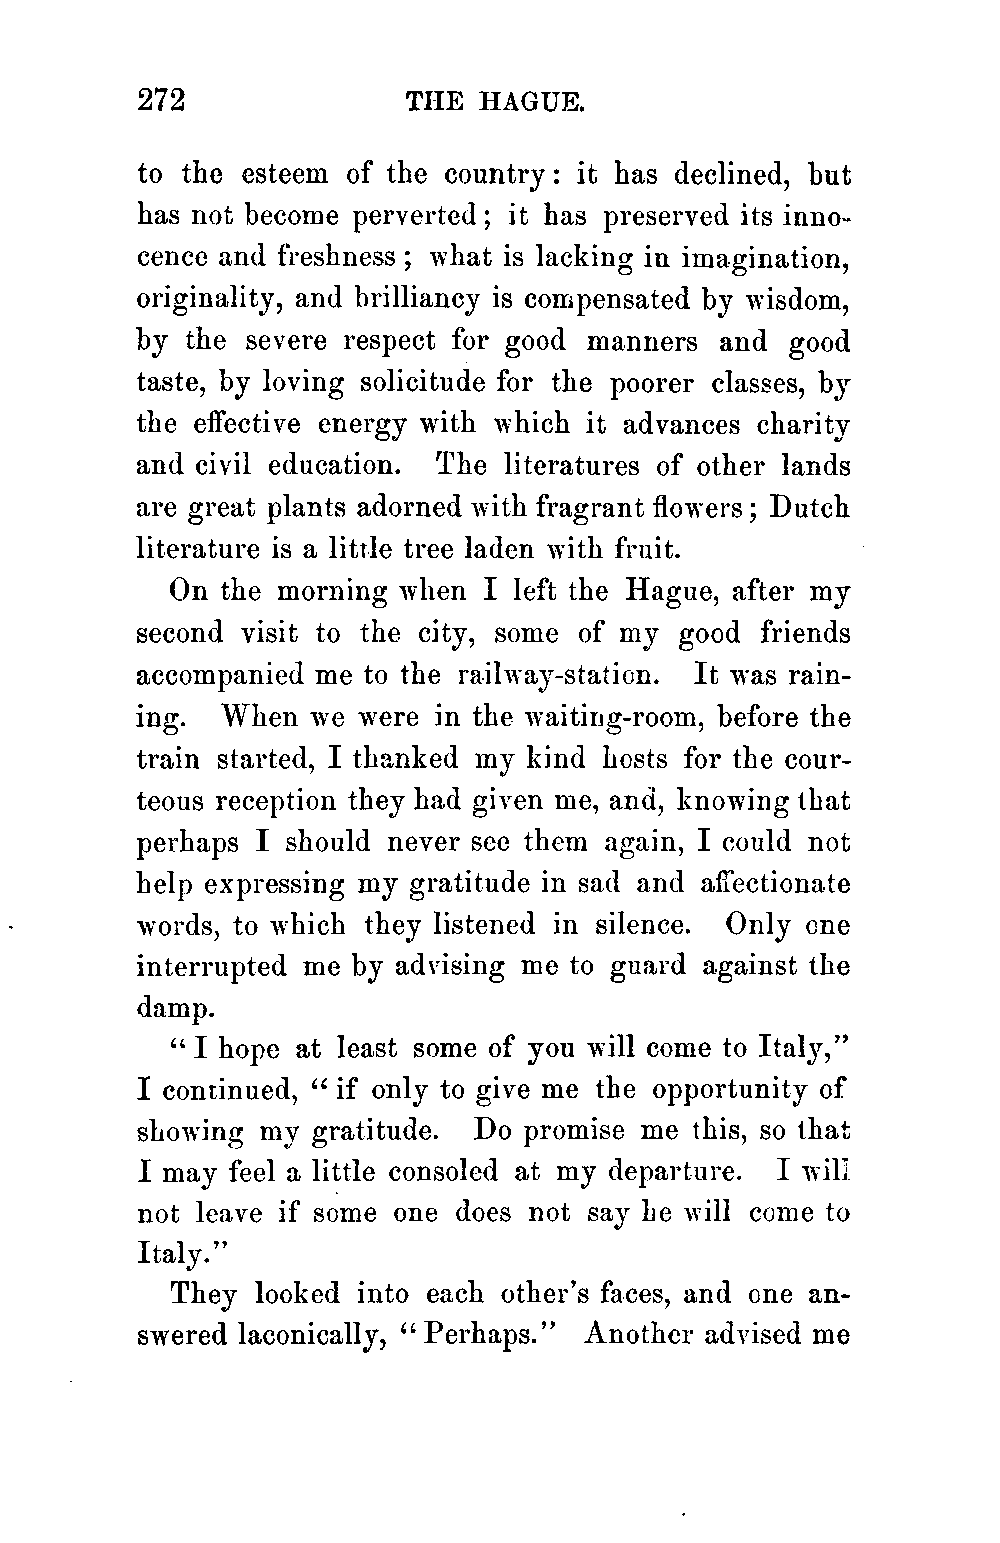 272 THE HAGUE.
to the esteem of the country: it has declined, but
has not become perverted; it has preserved its inno-
cence and freshness; what is lacking in imagination,
originality, and brilliancy is compensated by wisdom,
by the severe respect for good manners and good
taste, by loving solicitude for the poorer classes, by
the effective energy with which it advances charity
and civil education. The literatures of other lands
are great plants adorned with fragrant flowers; Dutch
literature is a little tree laden with fruit.
On the morning when I left the Hague, after my
second visit to the city, some of my good friends
accompanied me to the railway-station. It was rain-
ing. When we were in the waiting-room, before the
train started, I thanked my kind hosts for the cour-
teous reception they had given me, and, knowing that
perhaps I should never see them again, I could not
help expressing my gratitude in sad and affectionate
words, to which they listened in silence. Only one
interrupted me by advising me to guard against the
damp.
“I hope at least some of you will come to Italy,”
I continued, “if only to give me the opportunity of
showing my gratitude. Do promise me this, so that
I may feel a little consoled at my departure. I will
not leave if some one does not say he will come to
Italy.”
They looked into each other's faces, and one an-
swered laconically, “Perhaps.” Another advised me